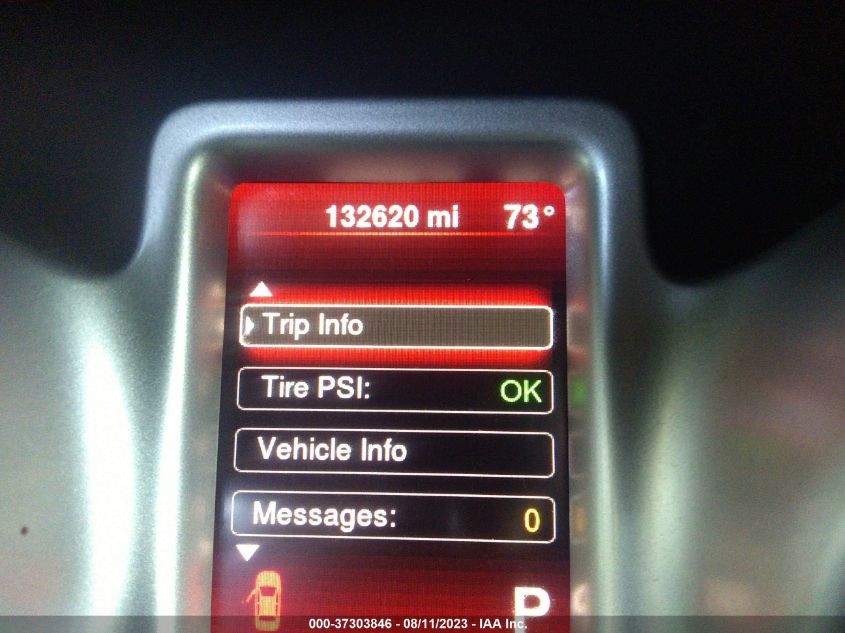 132620 mi 73°
Trip Info
Tire PSI: OK
Vehicle Info
Messages: 0
P
000-37303846 - 08/11/2023 - IAA Inc.